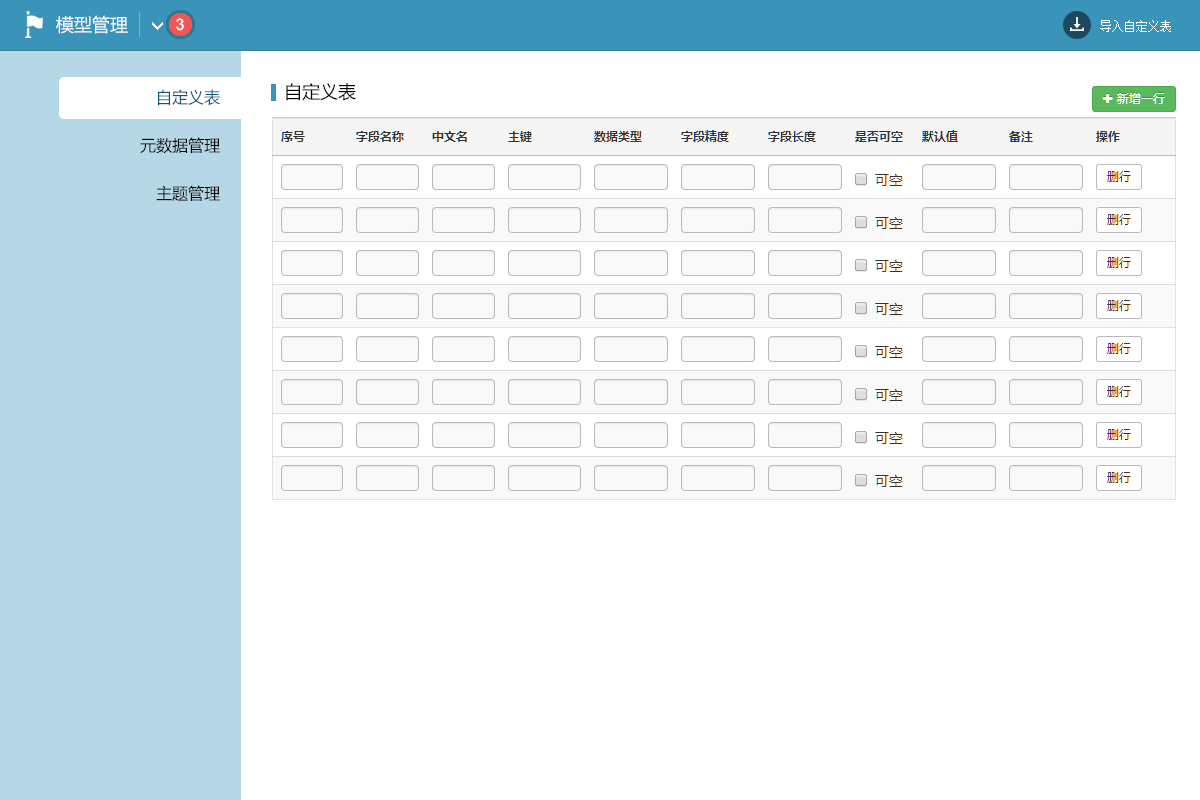 模型管理 3 导入自定义表
自定义表
元数据管理
主题管理
自定义表
新增一行
序号 字段名称 中文名 主键 数据类型 字段精度 字段长度 是否可空 默认值 备注 操作
可空 删行
可空 删行
可空 删行
可空 删行
可空 删行
可空 删行
可空 删行
可空 删行